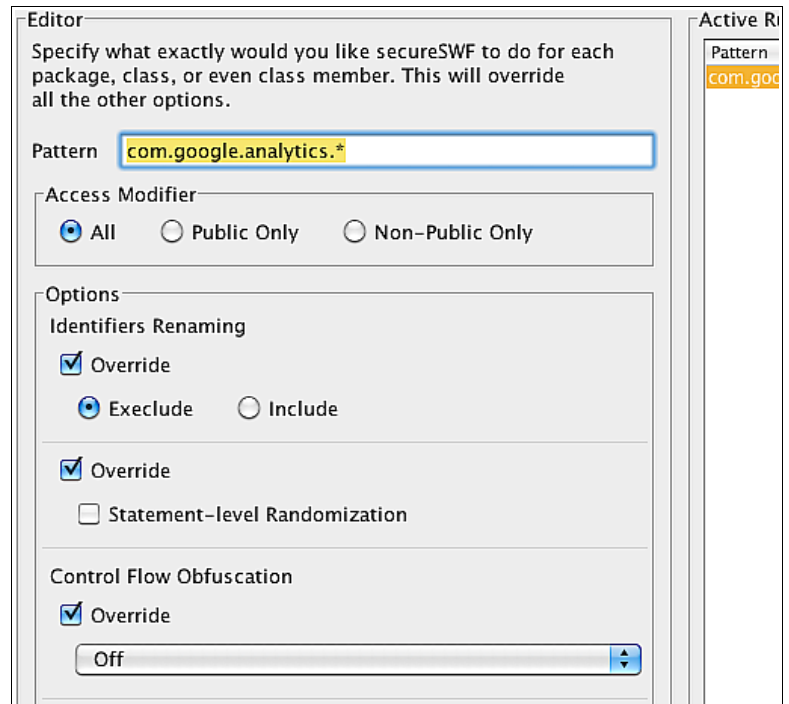 Editor
Specify what exactly would you like secureSWF to do for each
package, class, or even class member. This will override
all the other options.
Pattern com.google.analytics.*
Access Modifier
All Public Only Non-Public Only
Options
Identifiers Renaming
Override
Execlude Include
Override
Statement-level Randomization
Control Flow Obfuscation
Override
Off
Active
Pattern
com.goo